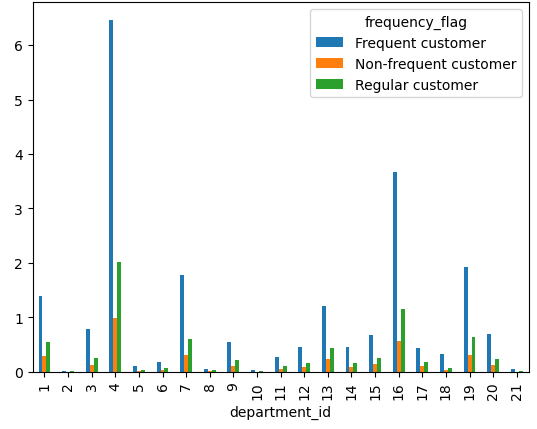 frequency_flag
Frequent customer
Non-frequent customer
Regular customer
6
5
4
3
2
1
0
1 2 3 4 5 6 7 8 9 10 11 12 13 14 15 16 17 18 19 20 21
department_id